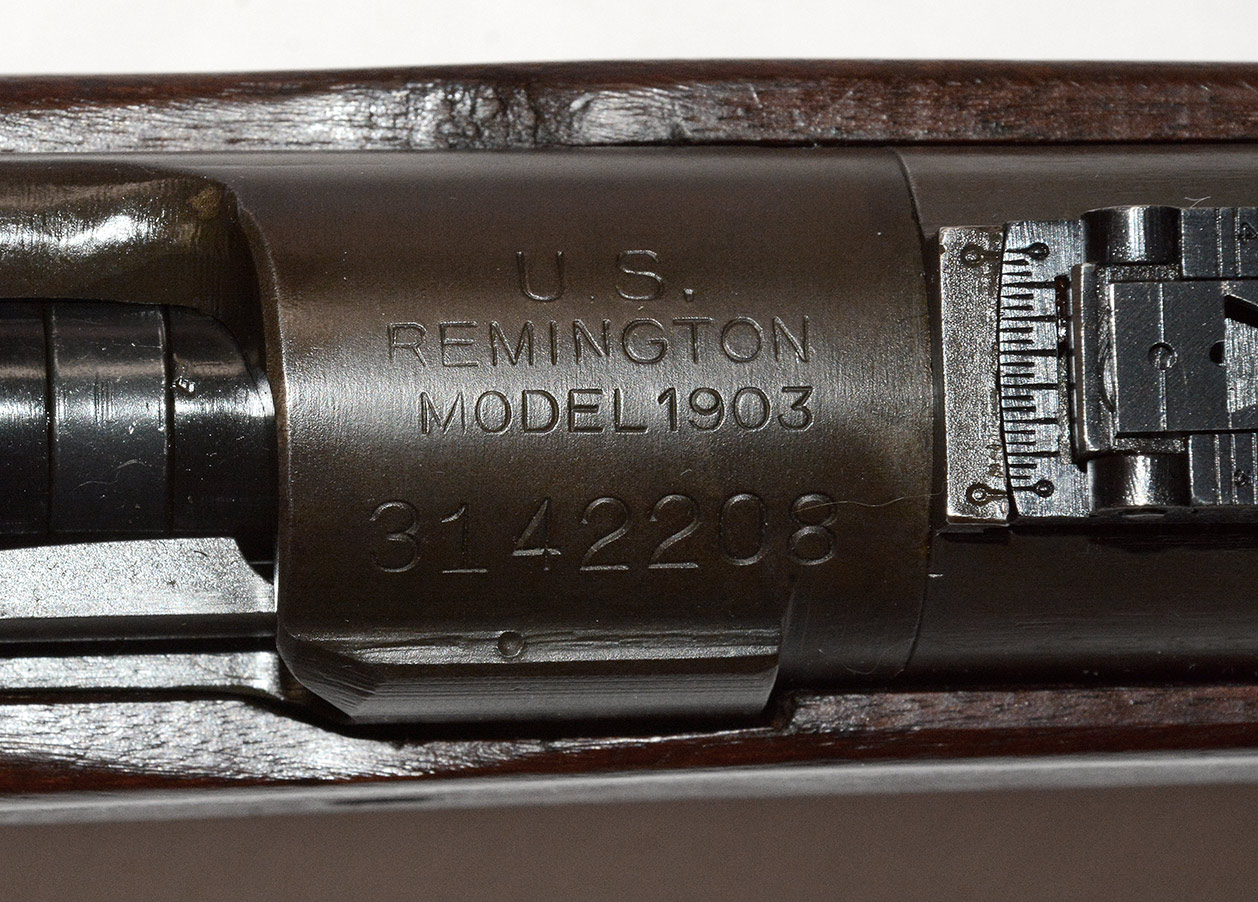 U.S.
REMINGTON
MODEL 1903
3142208